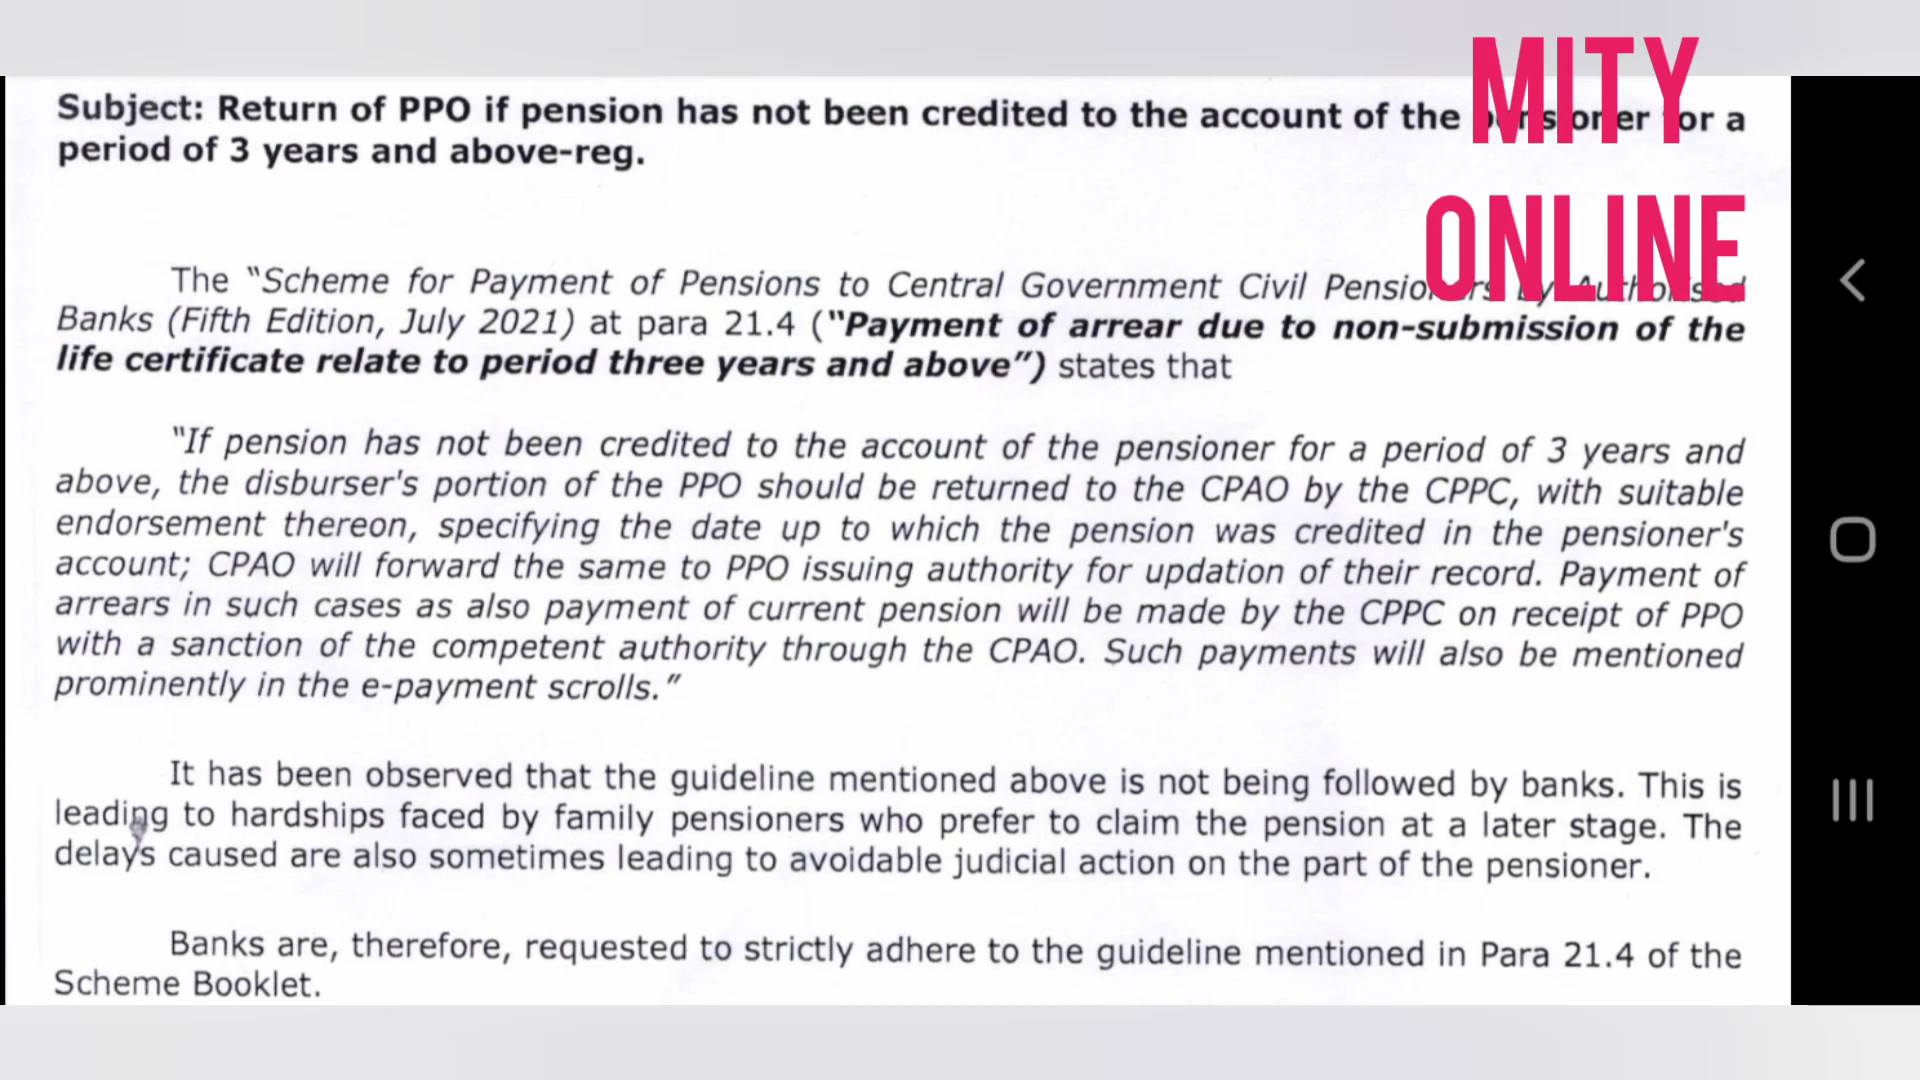 MITY
ONLINE
Subject: Return of PPO if pension has not been credited to the account of the pensioner for a
period of 3 years and above-reg.
The "Scheme for Payment of Pensions to Central Government Civil Pensioners by Authorised
Banks (Fifth Edition, July 2021) at para 21.4 ("Payment of arrear due to non-submission of the
life certificate relate to period three years and above") states that
"If pension has not been credited to the account of the pensioner for a period of 3 years and
above, the disburser's portion of the PPO should be returned to the CPAO by the CPPC, with suitable
endorsement thereon, specifying the date up to which the pension was credited in the pensioner's
account; CPAO will forward the same to PPO issuing authority for updation of their record. Payment of
arrears in such cases as also payment of current pension will be made by the CPPC on receipt of PPO
with a sanction of the competent authority through the CPAO. Such payments will also be mentioned
prominently in the e-payment scrolls."
It has been observed that the guideline mentioned above is not being followed by banks. This is
leading to hardships faced by family pensioners who prefer to claim the pension at a later stage. The
delays caused are also sometimes leading to avoidable judicial action on the part of the pensioner.
Banks are, therefore, requested to strictly adhere to the guideline mentioned in Para 21.4 of the
Scheme Booklet.